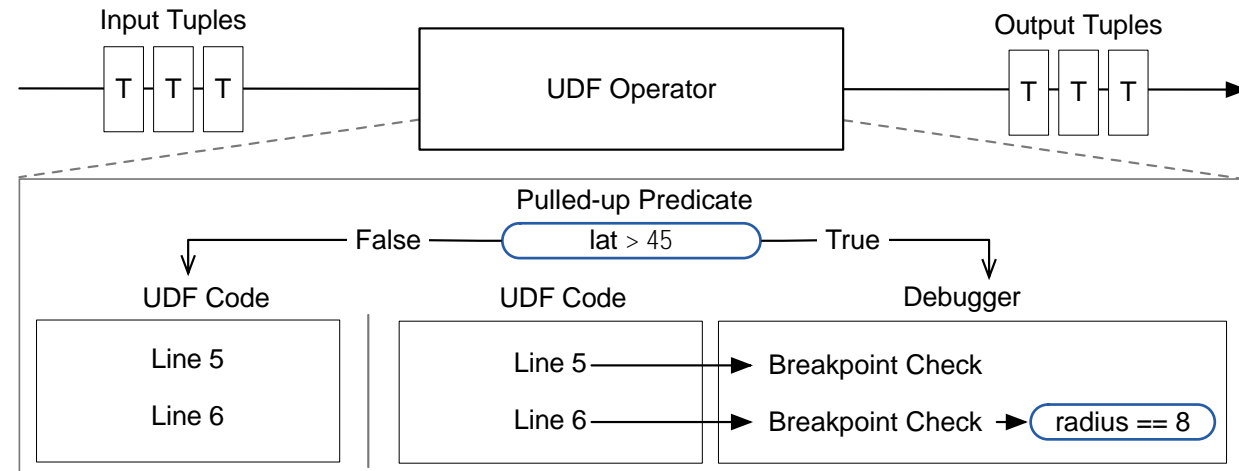 Input Tuples
Output Tuples
T T T
UDF Operator
T T T
Pulled-up Predicate
False
lat > 45
True
UDF Code
UDF Code
Debugger
Line 5
Line 5
Breakpoint Check
Line 6
Line 6
Breakpoint Check
radius == 8